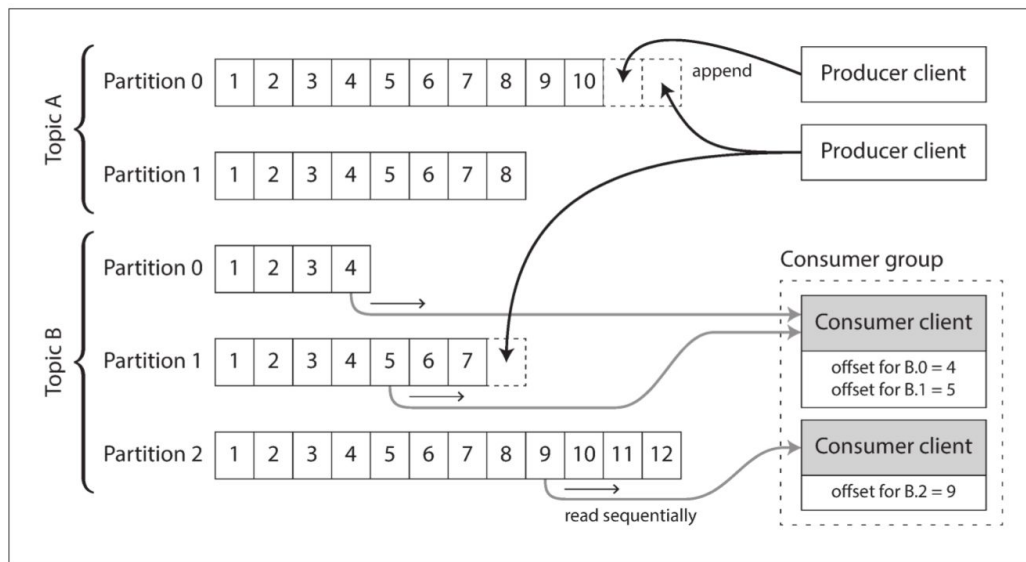 Topic A
Partition 0
1 2 3 4 5 6 7 8 9 10
append
Producer client
Partition 1
1 2 3 4 5 6 7 8
Producer client
Topic B
Partition 0
1 2 3 4
Consumer group
Consumer client
offset for B.0 = 4
offset for B.1 = 5
Partition 1
1 2 3 4 5 6 7
Partition 2
1 2 3 4 5 6 7 8 9 10 11 12
read sequentially
Consumer client
offset for B.2 = 9